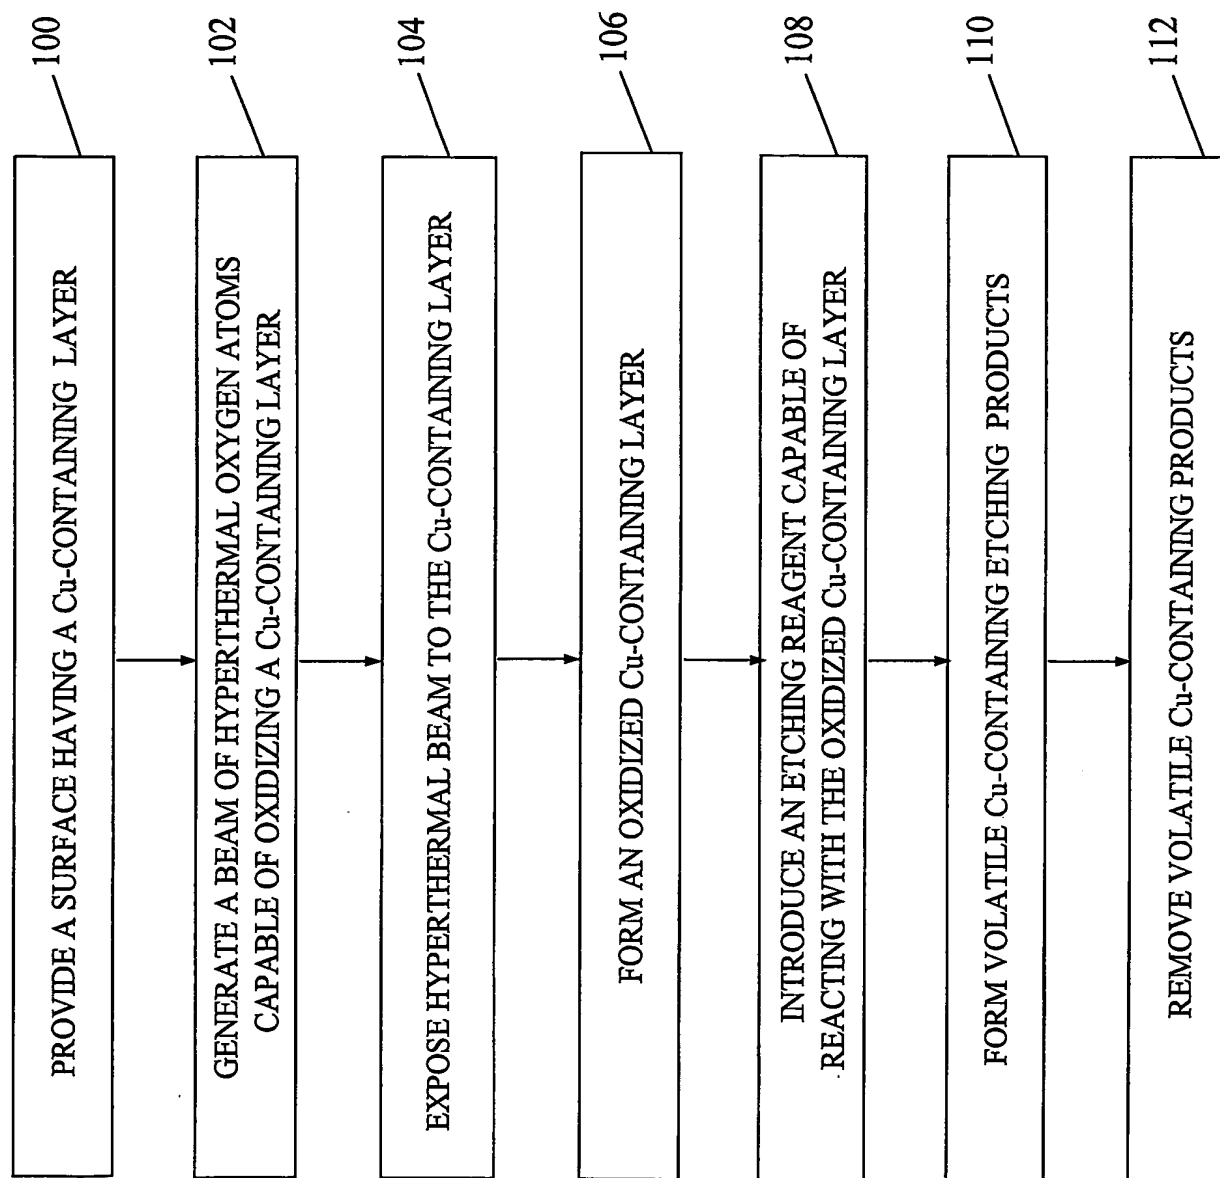 100
PROVIDE A SURFACE HAVING A Cu-CONTAINING LAYER
102
GENERATE A BEAM OF HYPERTHERMAL OXYGEN ATOMS
CAPABLE OF OXIDIZING A Cu-CONTAINING LAYER
104
EXPOSE HYPERTHERMAL BEAM TO THE Cu-CONTAINING LAYER
106
FORM AN OXIDIZED Cu-CONTAINING LAYER
108
INTRODUCE AN ETCHING REAGENT CAPABLE OF
REACTING WITH THE OXIDIZED Cu-CONTAINING LAYER
110
FORM VOLATILE Cu-CONTAINING ETCHING PRODUCTS
112
REMOVE VOLATILE Cu-CONTAINING PRODUCTS